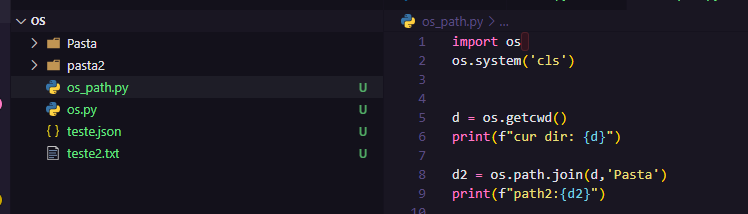 OS
Pasta
pasta2
os_path.py U
os.py U
{} teste.json U
teste2.txt U
os_path.py > ...
1 import os
2 os.system('cls')
3
4
5 d = os.getcwd()
6 print(f"cur dir: {d}")
7
8 d2 = os.path.join(d,'Pasta')
9 print(f"path2:{d2}")
10